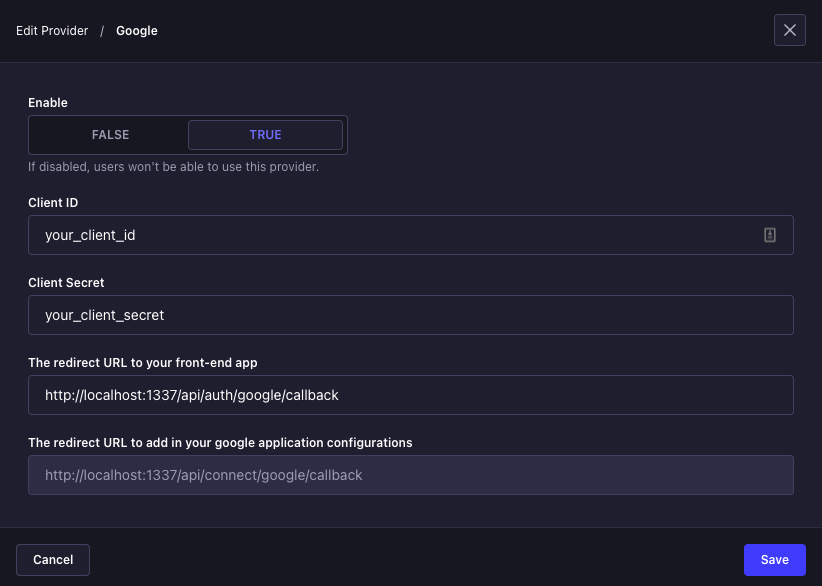 Edit Provider / Google
Enable
FALSE TRUE
If disabled, users won't be able to use this provider.
Client ID
your_client_id
Client Secret
your_client_secret
The redirect URL to your front-end app
http://localhost:1337/api/auth/google/callback
The redirect URL to add in your google application configurations
http://localhost:1337/api/connect/google/callback
Cancel Save